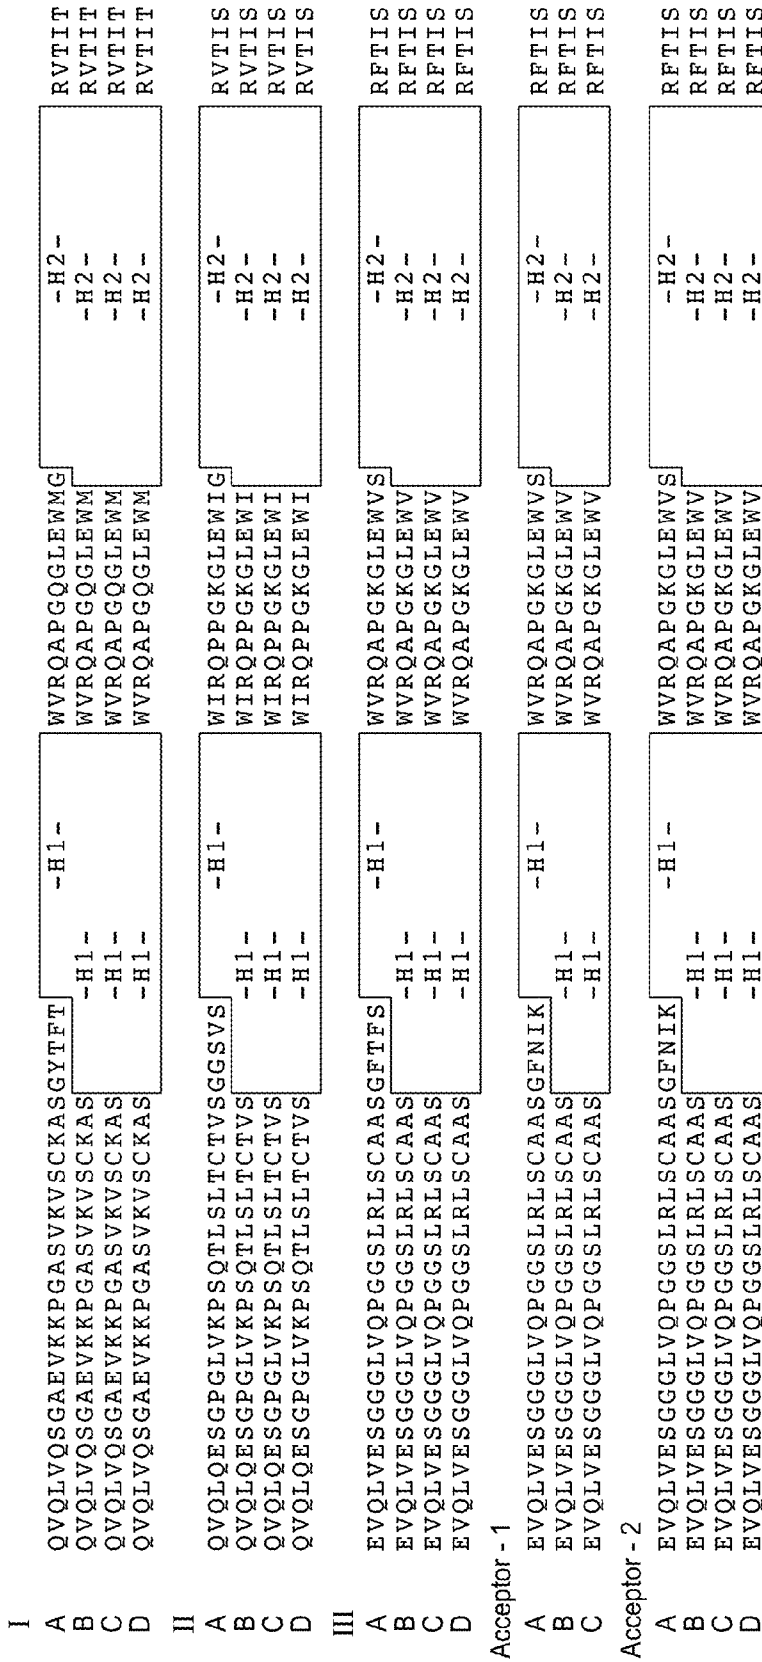 I
A QVQLVQSGAEVKKPGASVKVSCKASGYTFT -H1- WVRQAPGQGLEWMG -H2- RVTIT
B QVQLVQSGAEVKKPGASVKVSCKAS -H1- WVRQAPGQGLEWM -H2- RVTIT
C QVQLVQSGAEVKKPGASVKVSCKAS -H1- WVRQAPGQGLEWM -H2- RVTIT
D QVQLVQSGAEVKKPGASVKVSCKAS -H1- WVRQAPGQGLEWM -H2- RVTIT
II
A QVQLQESGPGLVKPSQTLSLTCTVSGGSVS -H1- WIRQPPGKGLEWIG -H2- RVTIS
B QVQLQESGPGLVKPSQTLSLTCTVS -H1- WIRQPPGKGLEWI -H2- RVTIS
C QVQLQESGPGLVKPSQTLSLTCTVS -H1- WIRQPPGKGLEWI -H2- RVTIS
D QVQLQESGPGLVKPSQTLSLTCTVS -H1- WIRQPPGKGLEWI -H2- RVTIS
III
A EVQLVESGGGLVQPGGSLRLSCAASGFTFS -H1- WVRQAPGKGLEWVS -H2- RFTIS
B EVQLVESGGGLVQPGGSLRLSCAAS -H1- WVRQAPGKGLEWV -H2- RFTIS
C EVQLVESGGGLVQPGGSLRLSCAAS -H1- WVRQAPGKGLEWV -H2- RFTIS
D EVQLVESGGGLVQPGGSLRLSCAAS -H1- WVRQAPGKGLEWV -H2- RFTIS
Acceptor - 1
A EVQLVESGGGLVQPGGSLRLSCAASGFNIK -H1- WVRQAPGKGLEWVS -H2- RFTIS
B EVQLVESGGGLVQPGGSLRLSCAAS -H1- WVRQAPGKGLEWV -H2- RFTIS
C EVQLVESGGGLVQPGGSLRLSCAAS -H1- WVRQAPGKGLEWV -H2- RFTIS
Acceptor - 2
A EVQLVESGGGLVQPGGSLRLSCAASGFNIK -H1- WVRQAPGKGLEWVS -H2- RFTIS
B EVQLVESGGGLVQPGGSLRLSCAAS -H1- WVRQAPGKGLEWV -H2- RFTIS
C EVQLVESGGGLVQPGGSLRLSCAAS -H1- WVRQAPGKGLEWV -H2- RFTIS
D EVQLVESGGGLVQPGGSLRLSCAAS -H1- WVRQAPGKGLEWV -H2- RFTIS